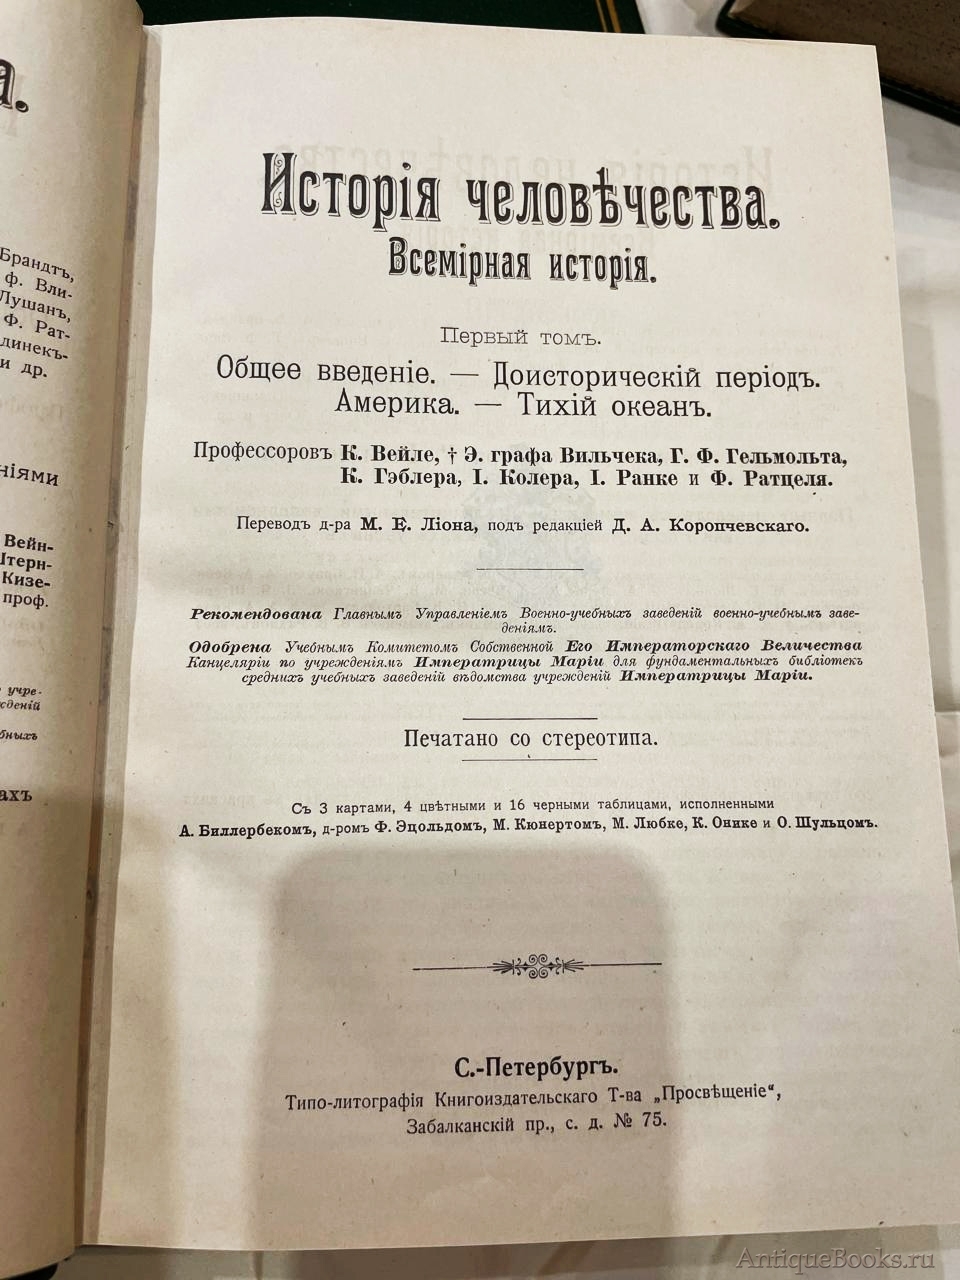 а.
Брандтъ,
ф. Вли-
Лушанъ,
Ф. Рат-
динекъ-
и др.
ніями
Вейн-
Штерн-
Кизе-
проф.
учре-
ныхъ
ахъ
Исторія человѣчества.
Всемірная исторія.
Первый томъ.
Общее введеніе. — Доисторическій періодъ.
Америка. — Тихій океанъ.
Профессоровъ К. Вейле, † Э. графа Вильчека, Г. Ф. Гельмольта,
К. Гэблера, І. Колера, І. Ранке и Ф. Ратцеля.
Переводъ д-ра М. Е. Ліона, подъ редакціей Д. А. Коропчевскаго.
Рекомендована Главнымъ Управленіемъ Военно-учебныхъ заведеній военно-учебнымъ заве-
деніямъ.
Одобрена Учебнымъ Комитетомъ Собственной Его Императорскаго Величества
Канцеляріи по учрежденіямъ Императрицы Маріи для фундаментальныхъ библіотекъ
среднихъ учебныхъ заведеній вѣдомства учрежденій Императрицы Маріи.
Печатано со стереотипа.
Съ 3 картами, 4 цвѣтными и 16 черными таблицами, исполненными
А. Биллербекомъ, д-ромъ Ф. Эцольдомъ, М. Кюнертомъ, М. Любке, К. Онике и О. Шульцомъ.
С.-Петербургъ.
Типо-литографія Книгоиздательскаго Т-ва „Просвѣщеніе“,
Забалканскій пр., с. д. № 75.
AntiqueBooks.ru